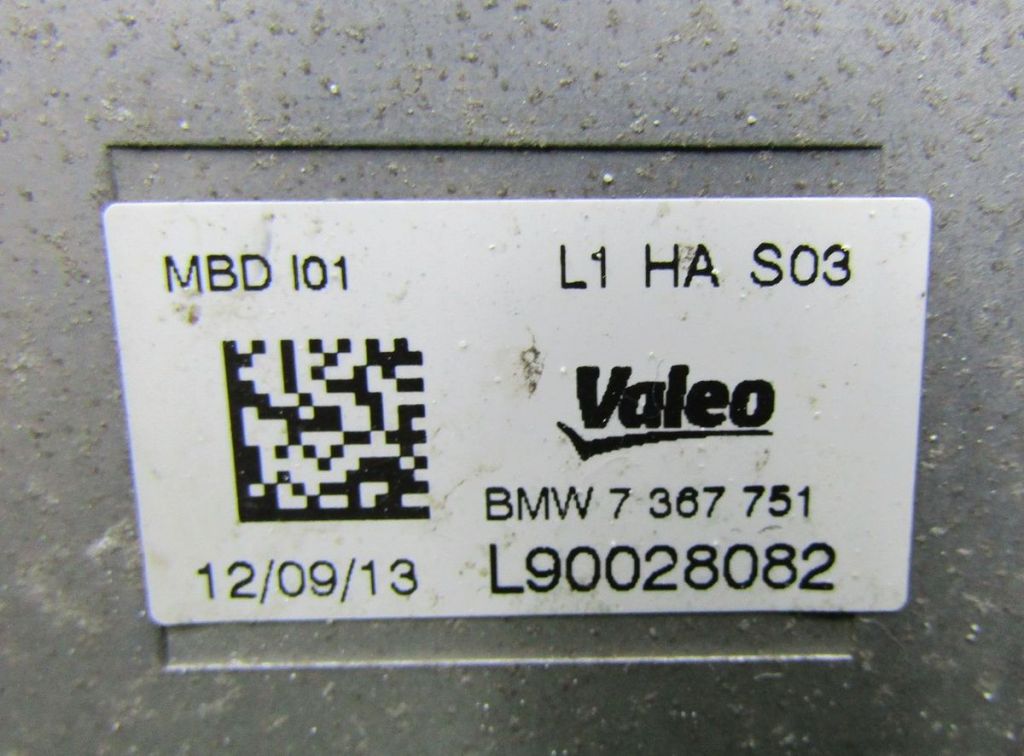 MBD I01 L1 HA S03
Valeo
BMW 7 367 751
12/09/13 L90028082